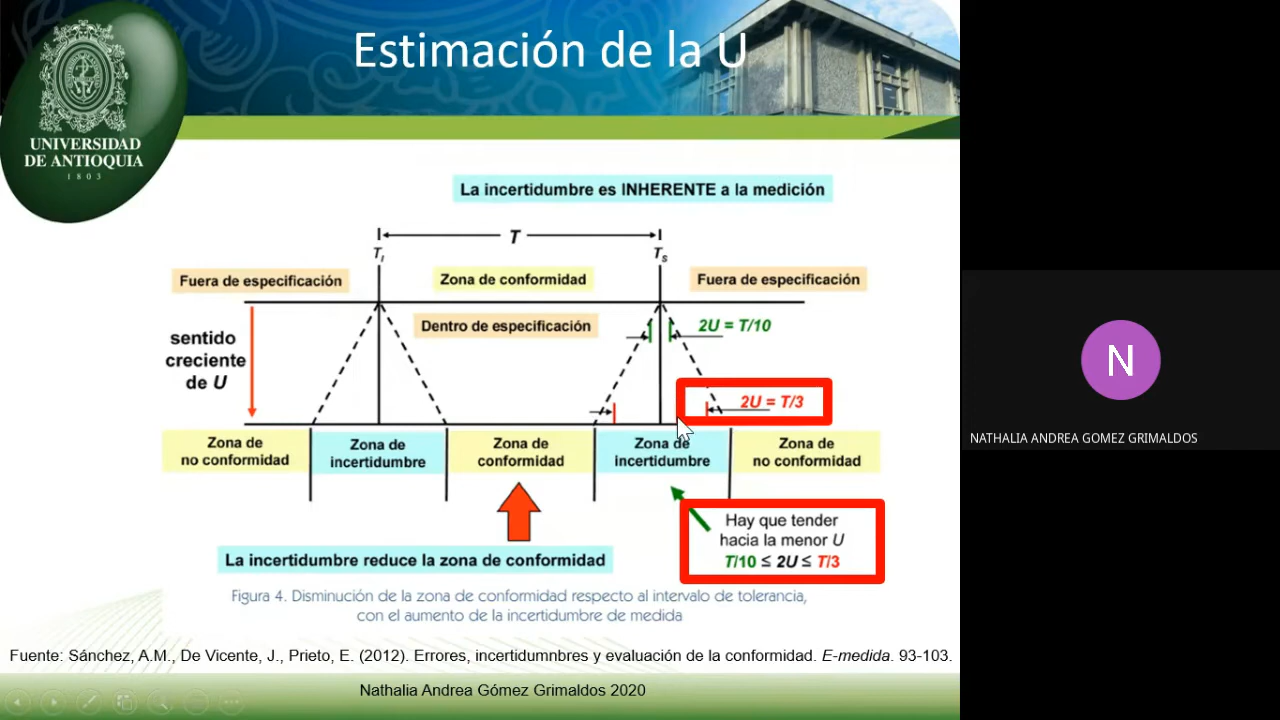 Estimación de la U
UNIVERSIDAD
DE ANTIOQUIA
1803
La incertidumbre es INHERENTE a la medición
T
TI
Ts
Fuera de especificación
Zona de conformidad
Fuera de especificación
Dentro de especificación
2U = T/10
sentido
creciente
de U
2U = T/3
Zona de
no conformidad
Zona de
incertidumbre
Zona de
conformidad
Zona de
incertidumbre
Zona de
no conformidad
Hay que tender
hacia la menor U
T/10 ≤ 2U ≤ T/3
La incertidumbre reduce la zona de conformidad
Figura 4. Disminución de la zona de conformidad respecto al intervalo de tolerancia,
con el aumento de la incertidumbre de medida
Fuente: Sánchez, A.M., De Vicente, J., Prieto, E. (2012). Errores, incertidumnbres y evaluación de la conformidad. E-medida. 93-103.
Nathalia Andrea Gómez Grimaldos 2020
N
NATHALIA ANDREA GOMEZ GRIMALDOS